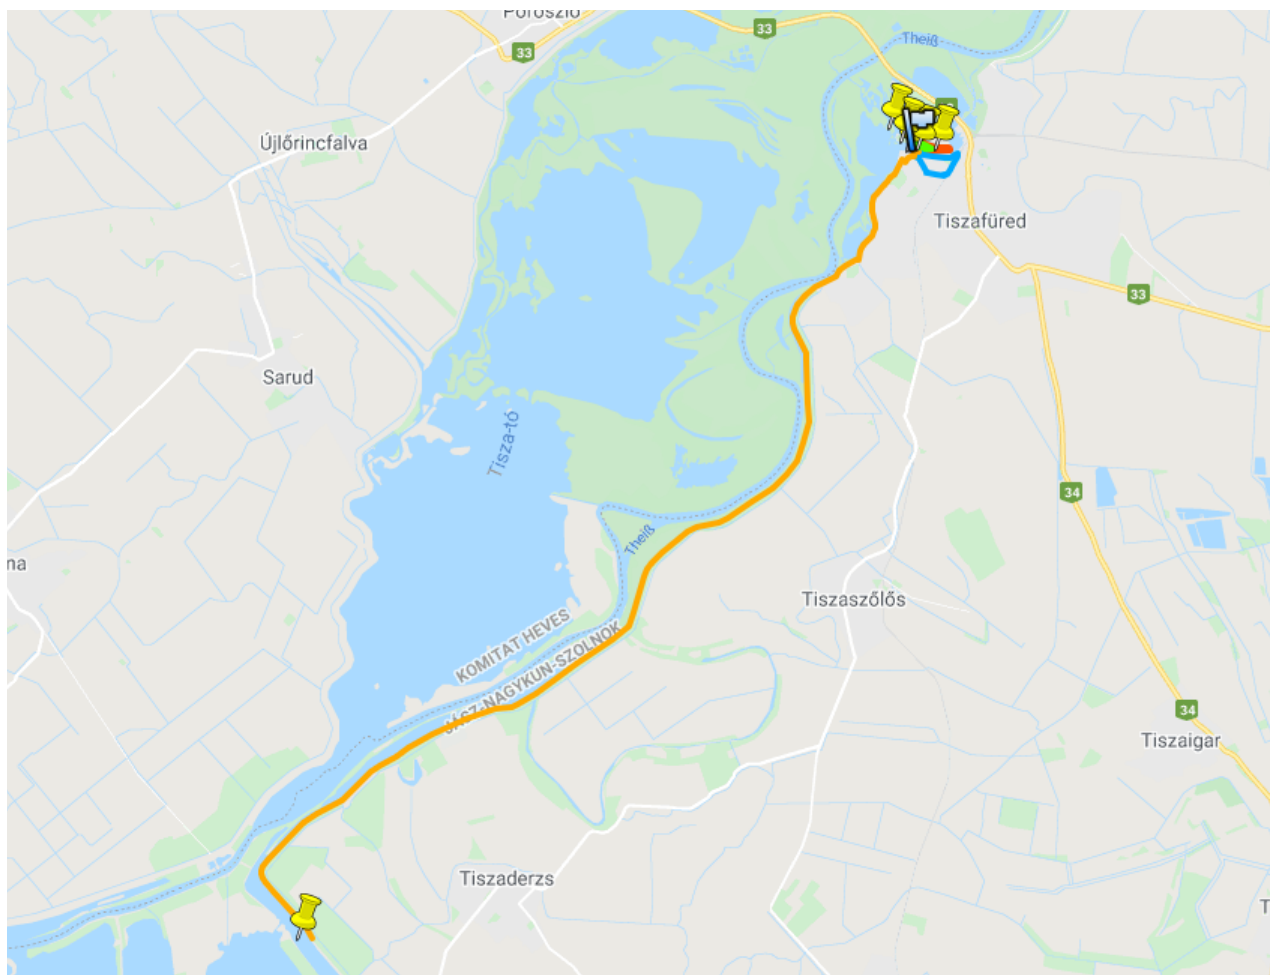 Poroszló
33
33
Theiß
Újlőrincfalva
Tiszafüred
33
Sarud
Tisza-tó
34
na
Theiß
Tiszaszőlős
KOMITAT HEVES
JÁSZ-NAGYKUN-SZOLNOK
34
Tiszaigar
Tiszaderzs
T